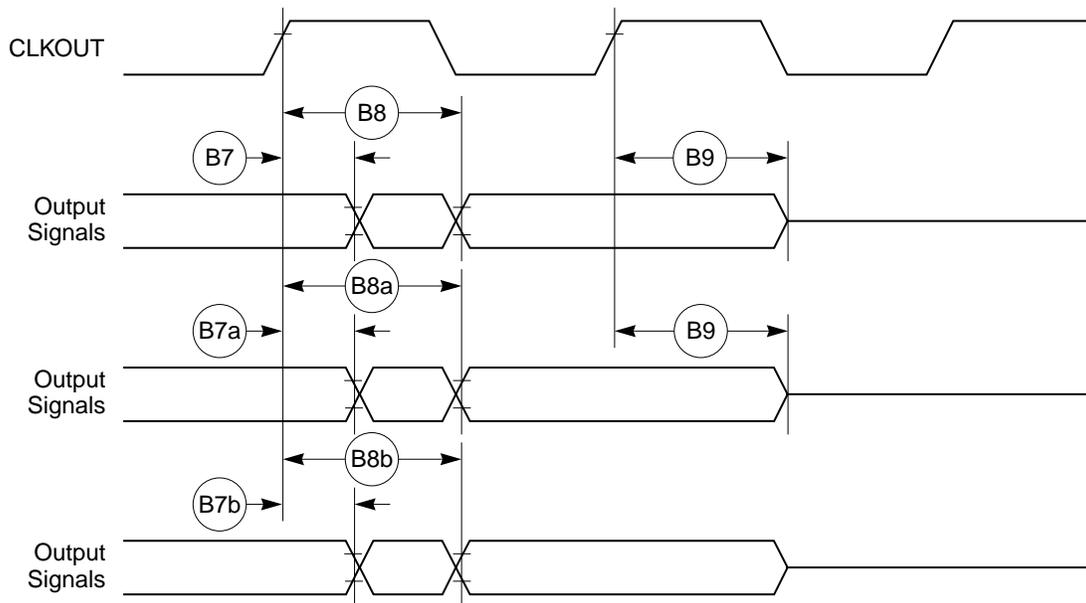 CLKOUT
B8
B7
B9
Output
Signals
B8a
B7a
B9
Output
Signals
B8b
B7b
Output
Signals